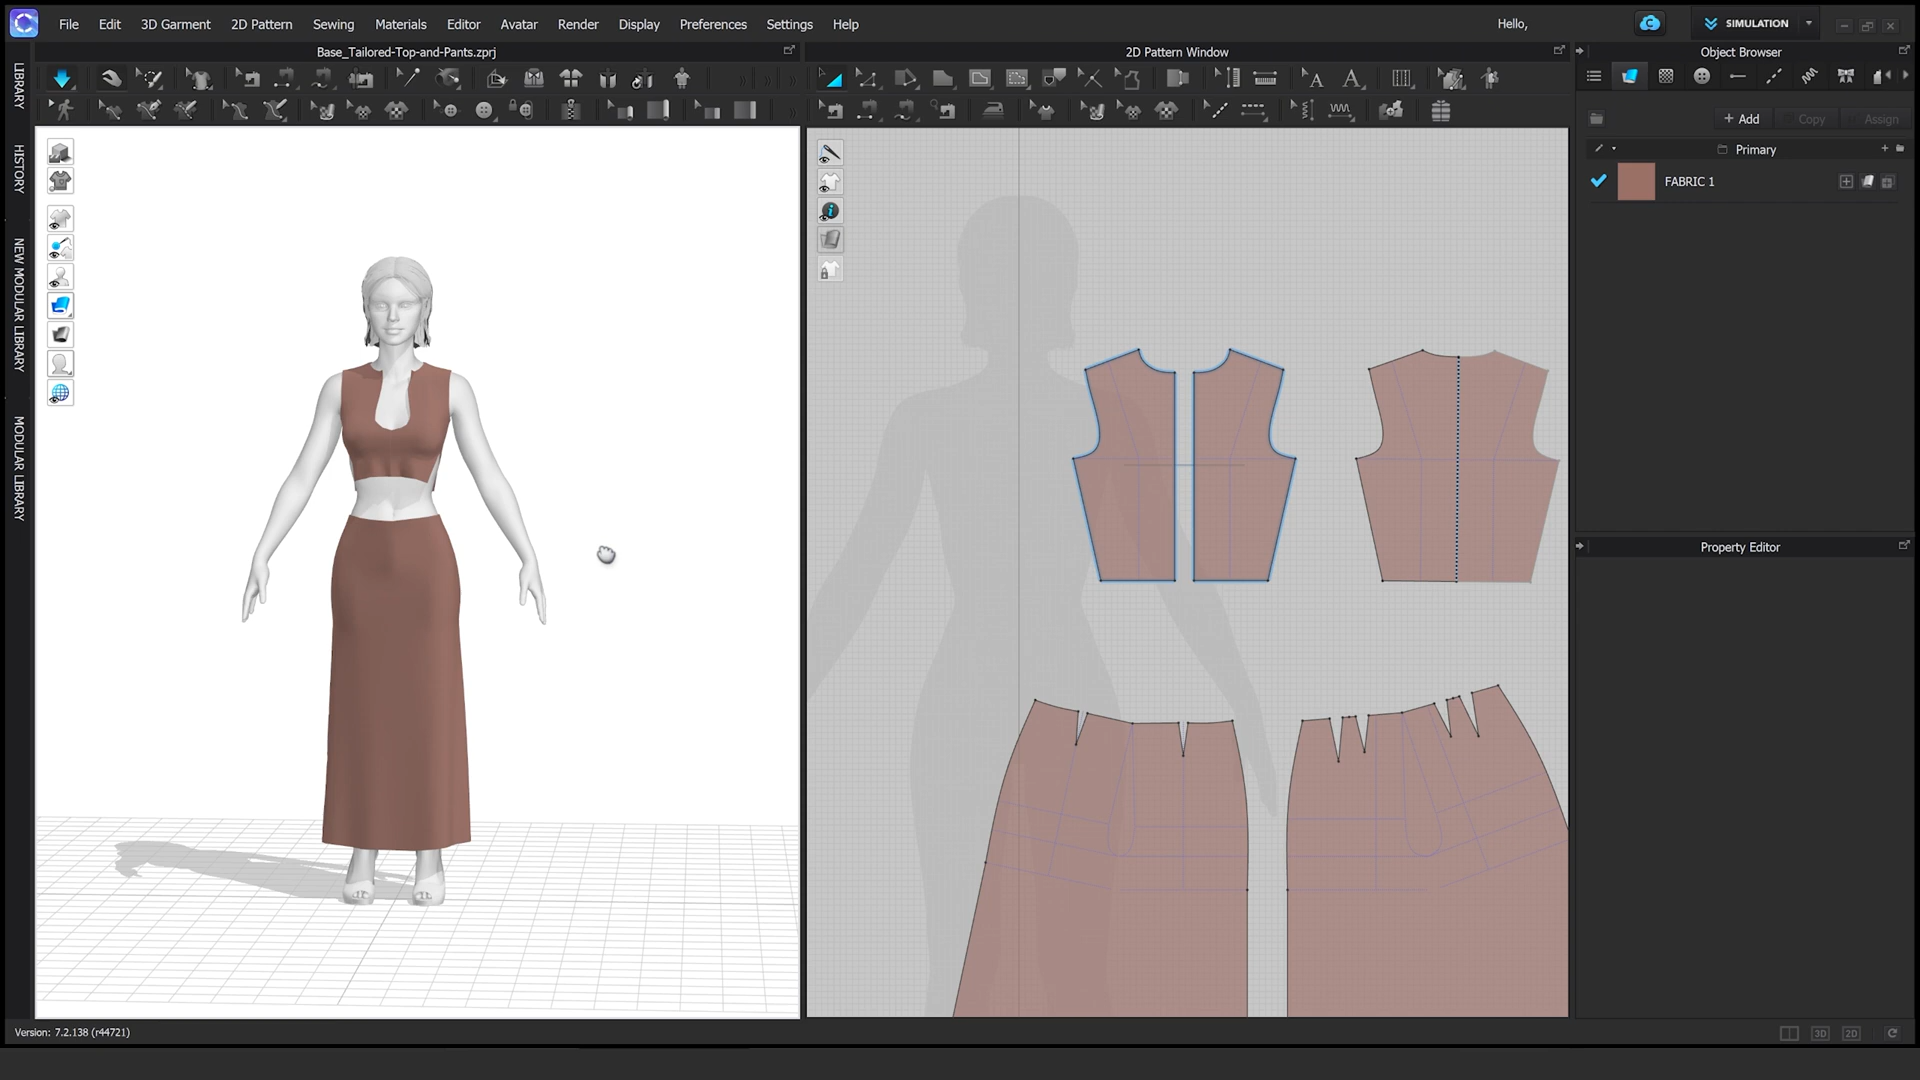 File Edit 3D Garment 2D Pattern Sewing Materials Editor Avatar Render Display Preferences Settings Help
Hello,
SIMULATION
Base_Tailored-Top-and-Pants.zprj
2D Pattern Window
Object Browser
LIBRARY
HISTORY
NEW MODULAR LIBRARY
MODULAR LIBRARY
+ Add
Copy
Assign
Primary
FABRIC 1
Property Editor
Version: 7.2.138 (r44721)
3D
2D